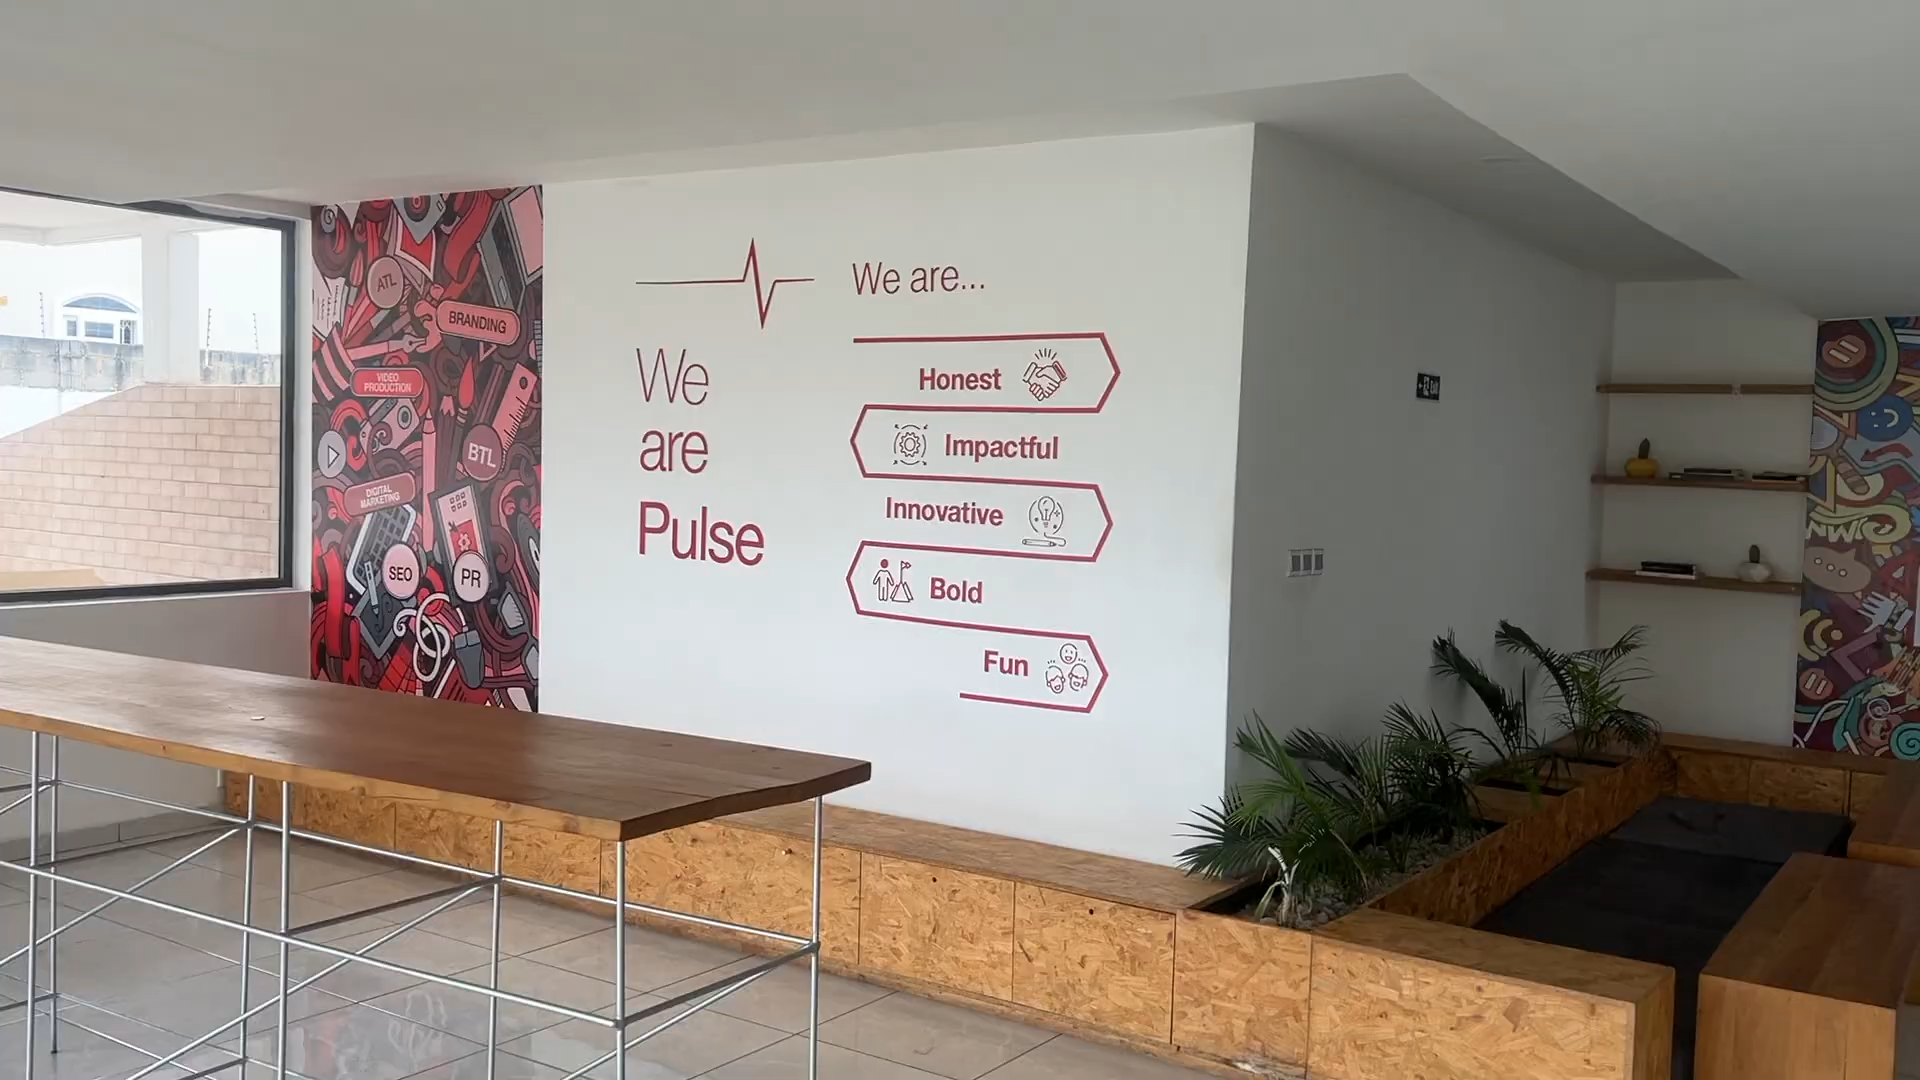 ATL
BRANDING
VIDEO
PRODUCTION
BTL
DIGITAL
MARKETING
SEO
PR
We
are
Pulse
We are...
Honest
Impactful
Innovative
Bold
Fun
Exit